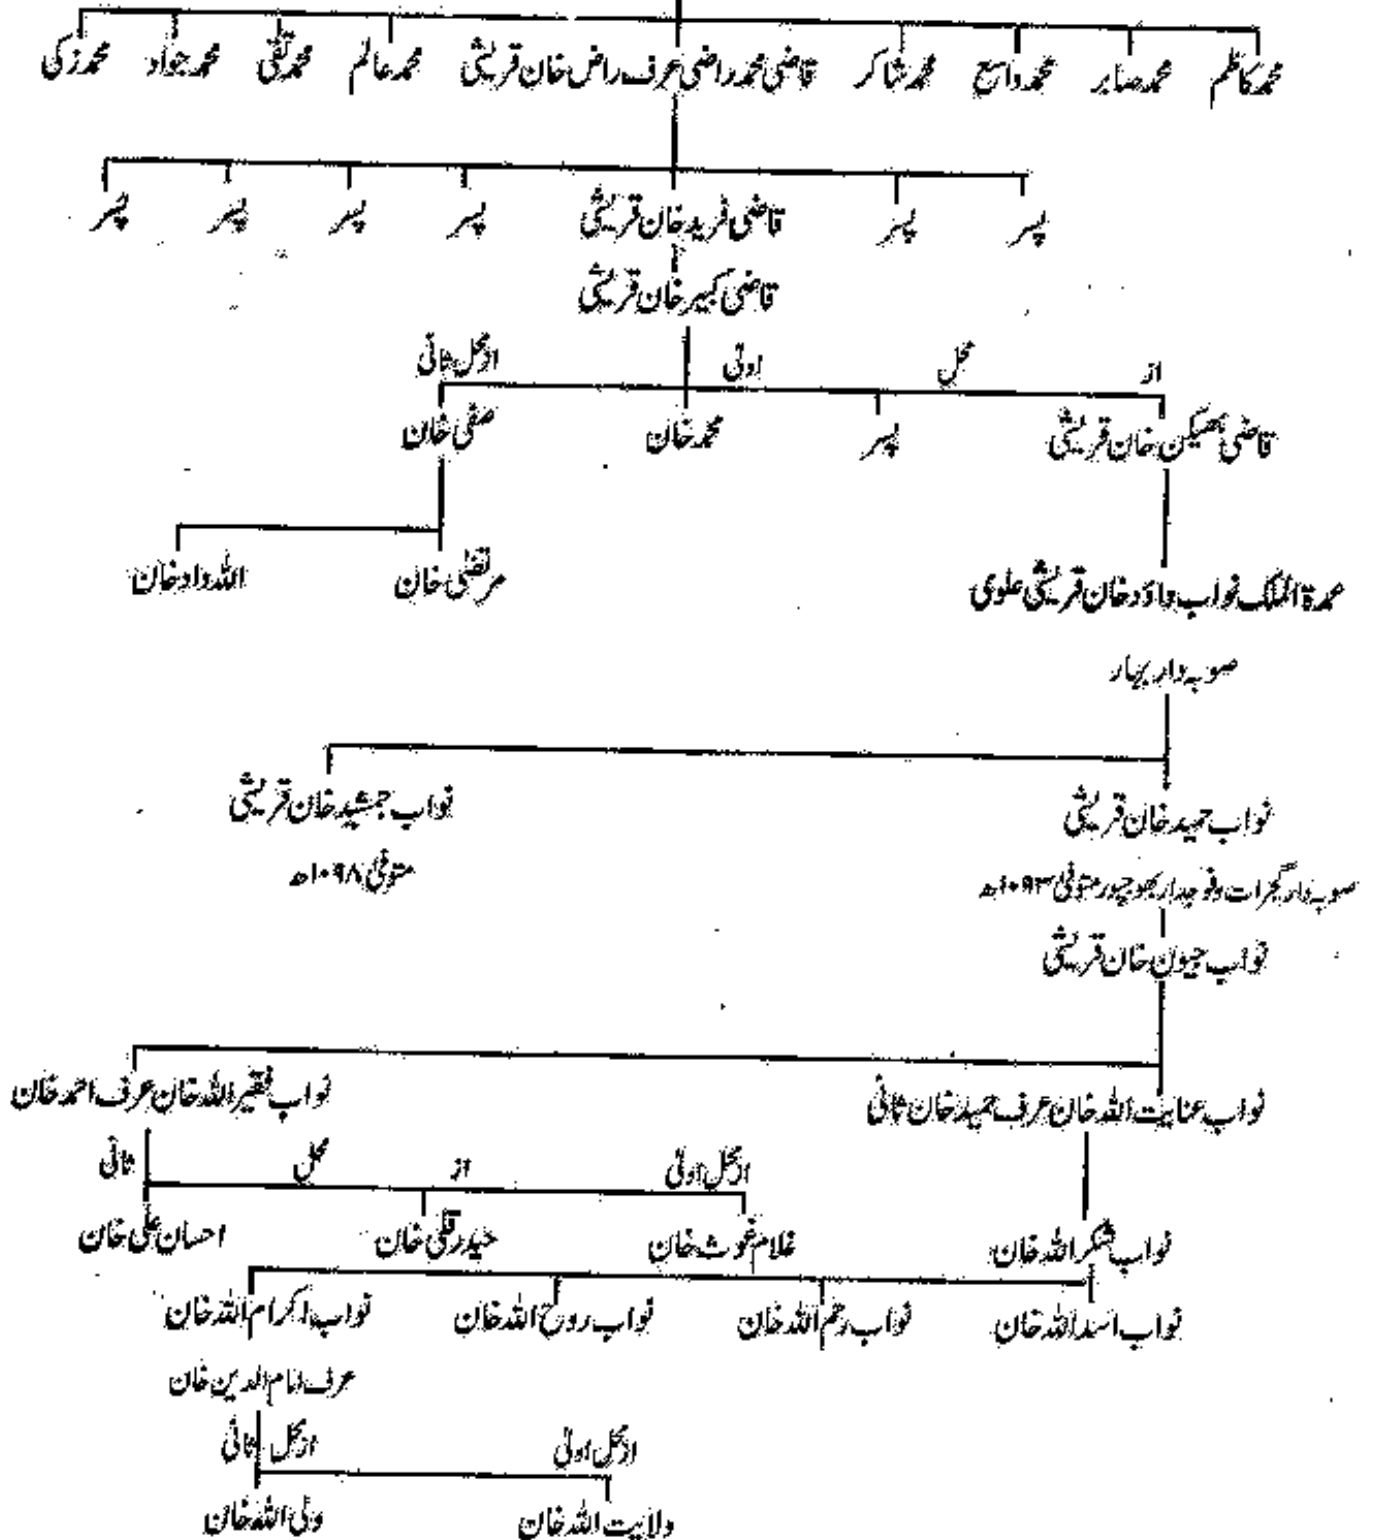 محمد کاظم محمد صابر محمد واسع محمد شاکر قاضی محمد راضی عرف راض خان قریشی محمد عالم محمد تقی محمد جواد محمد زکی
پسر پسر قاضی فرید خان قریشی پسر پسر پسر پسر
قاضی کبیر خان قریشی
از محل اولیٰ از محل ثانی
قاضی بھیکن خان قریشی پسر محمد خان صفی خان
عمدۃ الملک نواب داؤد خان قریشی علوی مرتضیٰ خان اللہ داد خان
صوبہ دار بہار
نواب حمید خان قریشی نواب جمشید خان قریشی
صوبہ دار گجرات و فوجدار بھوجپور متوفیٰ ۱۰۹۳ھ متوفیٰ ۱۰۹۸ھ
نواب جیون خان قریشی
نواب عنایت اللہ خان عرف حمید خان ثانی نواب فقیر اللہ خان عرف احمد خان
از محل اولیٰ از محل ثانی
نواب شکر اللہ خان غلام غوث خان حیدر قلی خان احسان علی خان
نواب اسد اللہ خان نواب رحم اللہ خان نواب روح اللہ خان نواب اکرام اللہ خان
عرف امام الدین خان
از محل اولیٰ از محل ثانی
ولایت اللہ خان ولی اللہ خان